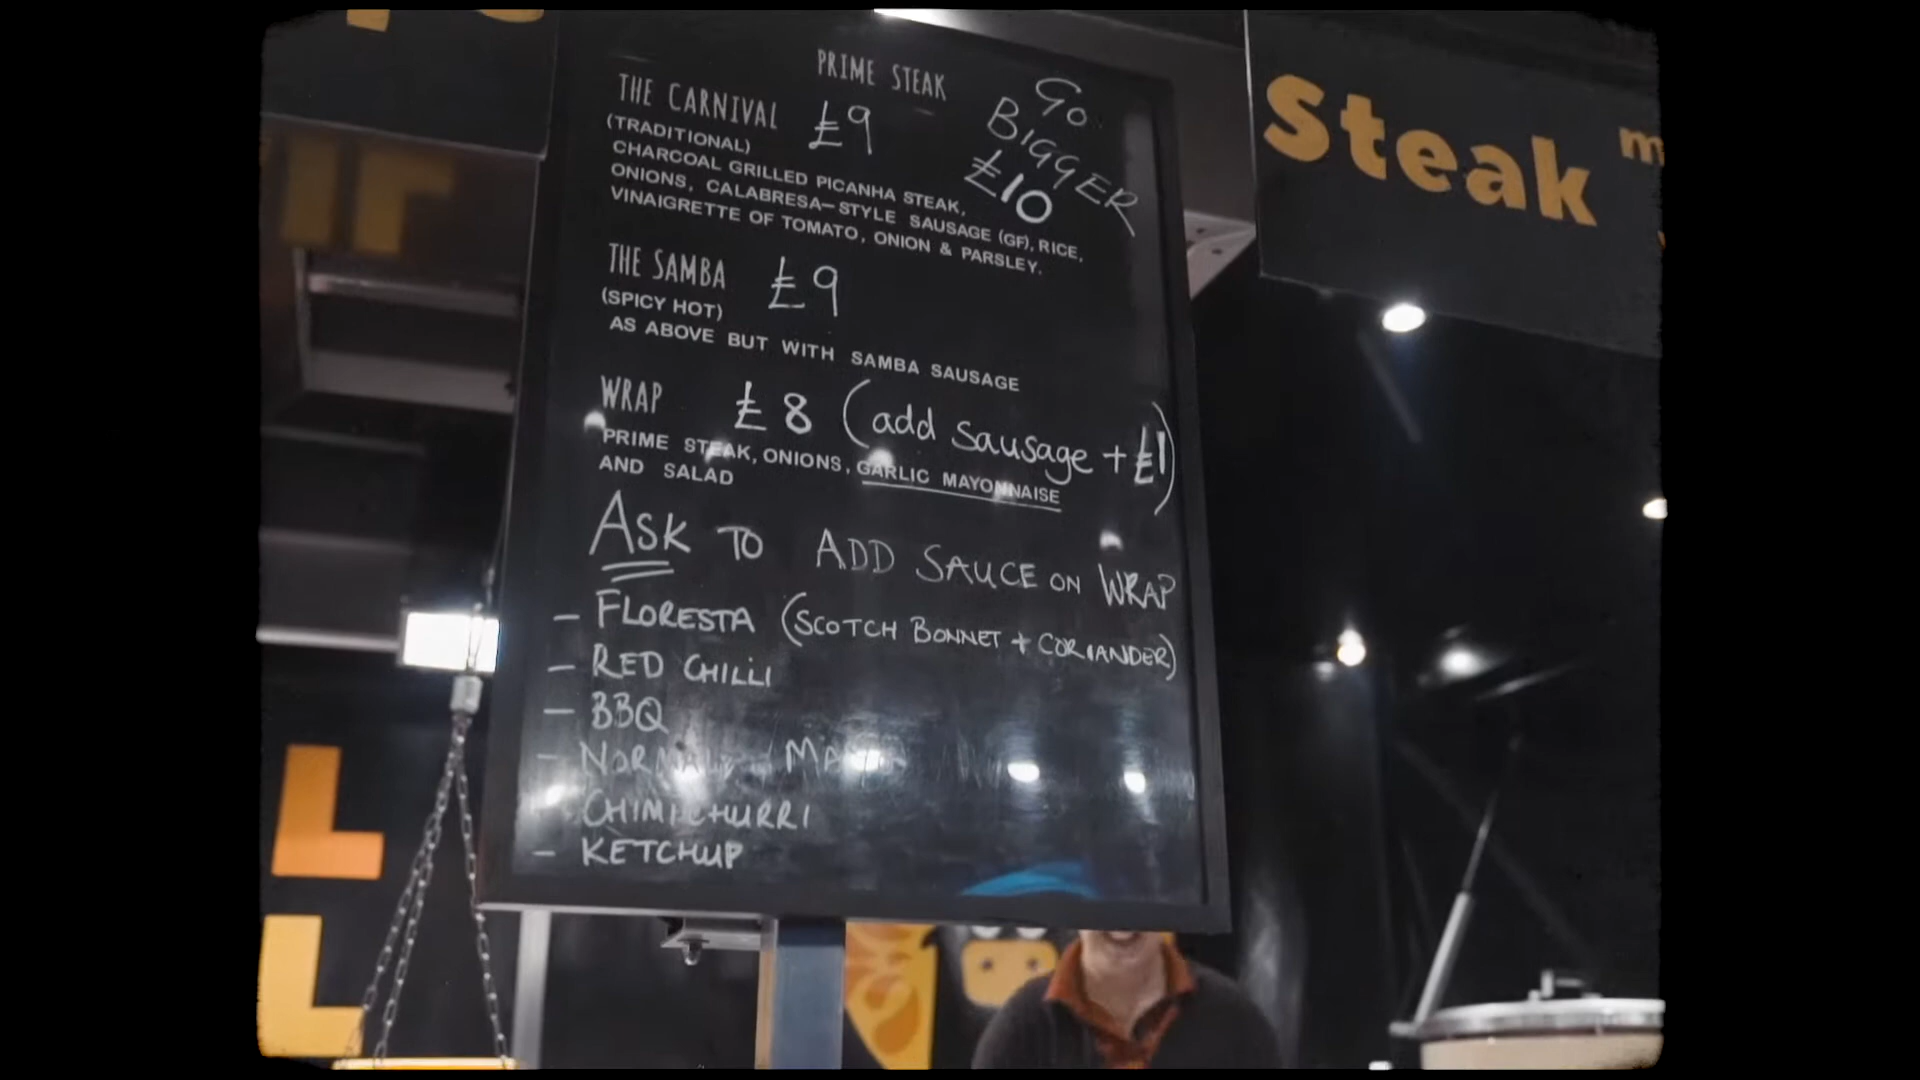 PRIME STEAK
THE CARNIVAL £9
Go
BIGGER
£10
(TRADITIONAL)
CHARCOAL GRILLED PICANHA STEAK,
ONIONS, CALABRESA-STYLE SAUSAGE (GF), RICE,
VINAIGRETTE OF TOMATO, ONION & PARSLEY.
THE SAMBA £9
(SPICY HOT)
AS ABOVE BUT WITH SAMBA SAUSAGE
WRAP £8 (add sausage + £1)
PRIME STEAK, ONIONS, GARLIC MAYONNAISE
AND SALAD
ASK TO ADD SAUCE ON WRAP
- FLORESTA (SCOTCH BONNET + CORIANDER)
- RED CHILLI
- BBQ
- NORMAL MAYO
- CHIMICHURRI
- KETCHUP
Steak